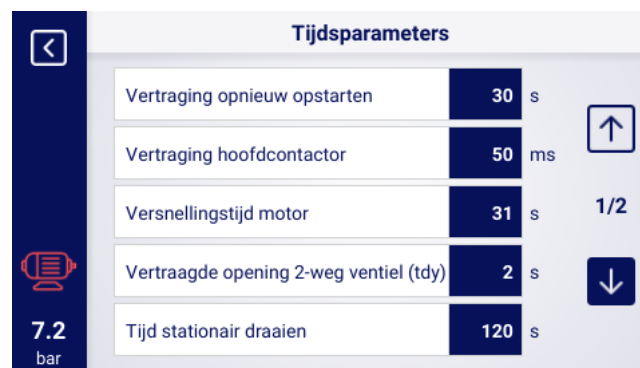 Tijdsparameters
Vertraging opnieuw opstarten 30 s
Vertraging hoofdcontactor 50 ms
Versnellingstijd motor 31 s
1/2
Vertraagde opening 2-weg ventiel (tdy) 2 s
Tijd stationair draaien 120 s
7.2
bar